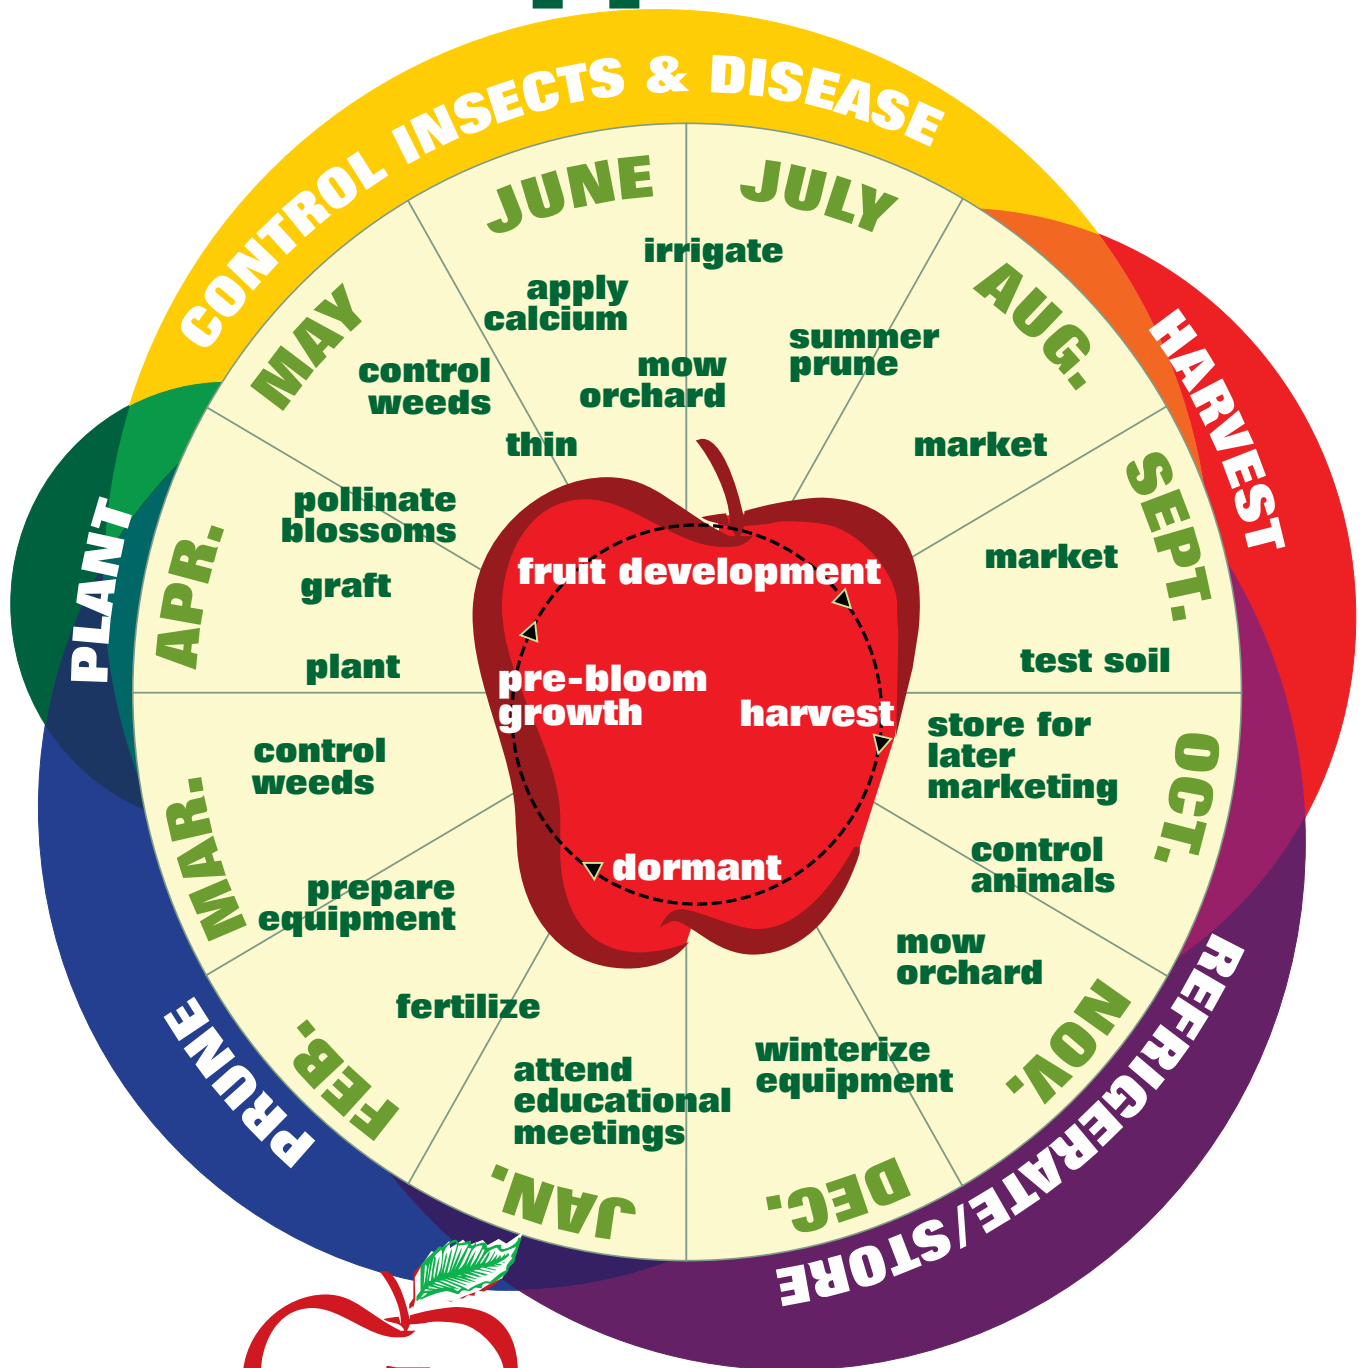 CONTROL INSECTS & DISEASE
HARVEST
REFRIGERATE/STORE
PRUNE
PLANT
JUNE
JULY
AUG.
SEPT.
OCT.
NOV.
DEC.
JAN.
FEB.
MAR.
APR.
MAY
irrigate
apply
calcium
summer
prune
mow
orchard
control
weeds
thin
market
pollinate
blossoms
graft
plant
market
test soil
store for
later
marketing
control
animals
mow
orchard
winterize
equipment
attend
educational
meetings
fertilize
prepare
equipment
control
weeds
fruit development
pre-bloom
growth
harvest
dormant